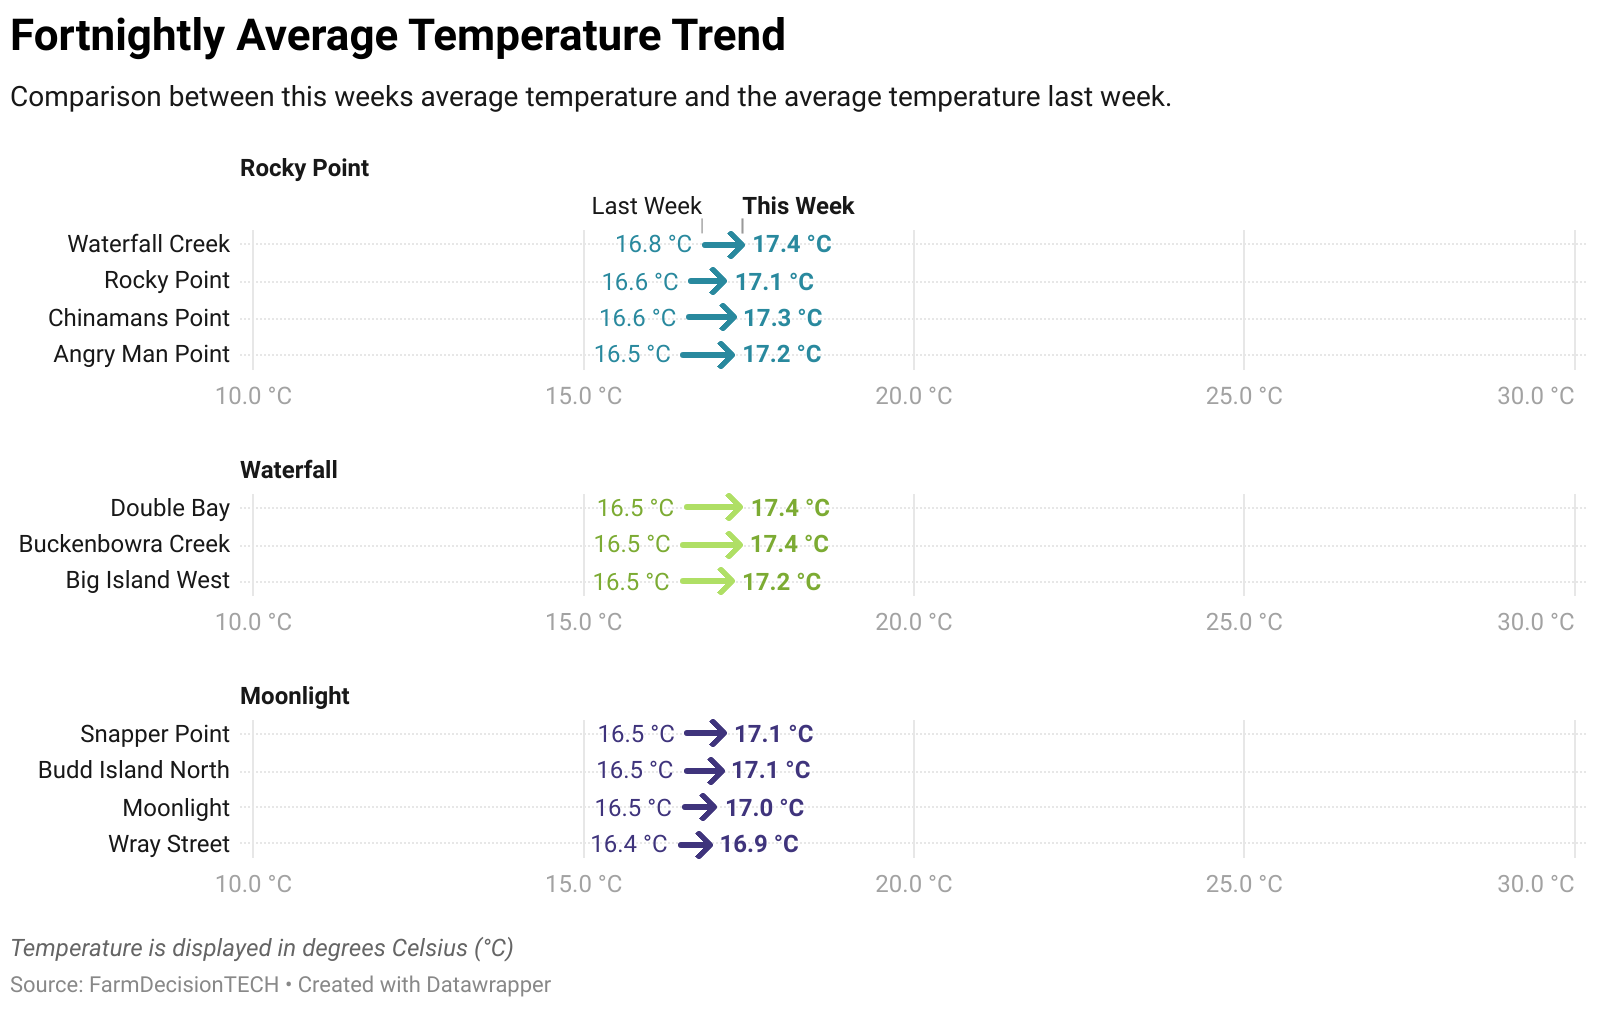 Fortnightly Average Temperature Trend
Comparison between this weeks average temperature and the average temperature last week.
Rocky Point
Last Week This Week
Waterfall Creek 16.8 °C 17.4 °C
Rocky Point 16.6 °C 17.1 °C
Chinamans Point 16.6 °C 17.3 °C
Angry Man Point 16.5 °C 17.2 °C
10.0 °C 15.0 °C 20.0 °C 25.0 °C 30.0 °C
Waterfall
Double Bay 16.5 °C 17.4 °C
Buckenbowra Creek 16.5 °C 17.4 °C
Big Island West 16.5 °C 17.2 °C
10.0 °C 15.0 °C 20.0 °C 25.0 °C 30.0 °C
Moonlight
Snapper Point 16.5 °C 17.1 °C
Budd Island North 16.5 °C 17.1 °C
Moonlight 16.5 °C 17.0 °C
Wray Street 16.4 °C 16.9 °C
10.0 °C 15.0 °C 20.0 °C 25.0 °C 30.0 °C
Temperature is displayed in degrees Celsius (°C)
Source: FarmDecisionTECH • Created with Datawrapper